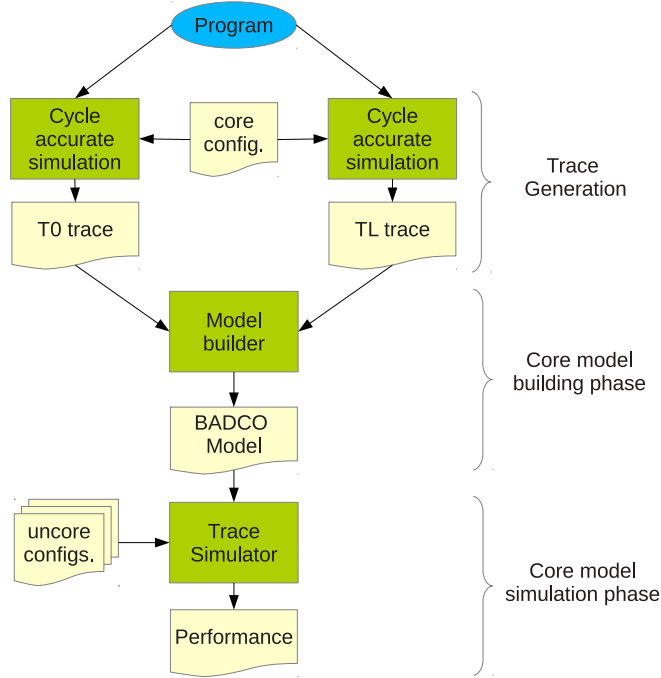 Program
Cycle
accurate
simulation
core
config.
Cycle
accurate
simulation
Trace
Generation
T0 trace
TL trace
Model
builder
Core model
building phase
BADCO
Model
uncore
configs.
Trace
Simulator
Core model
simulation phase
Performance